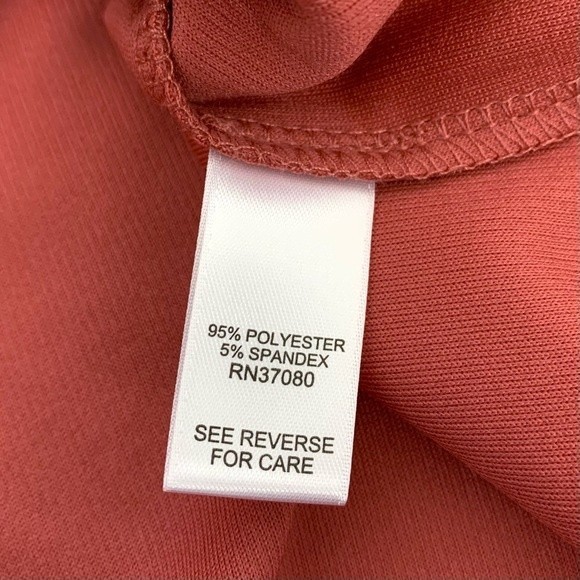 95% POLYESTER
5% SPANDEX
RN37080
SEE REVERSE
FOR CARE